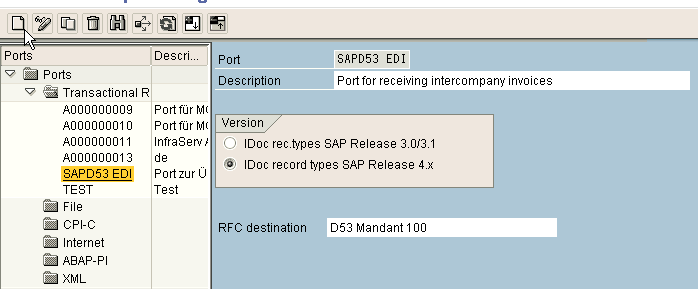 Ports
Descri...
Ports
Transactional R
A000000009 Port für M
A000000010 Port für M
A000000011 InfraServ
A000000013 de
SAPD53 EDI Port zur Ü
TEST Test
File
CPI-C
Internet
ABAP-PI
XML
Port SAPD53 EDI
Description Port for receiving intercompany invoices
Version
IDoc rec.types SAP Release 3.0/3.1
IDoc record types SAP Release 4.x
RFC destination D53 Mandant 100